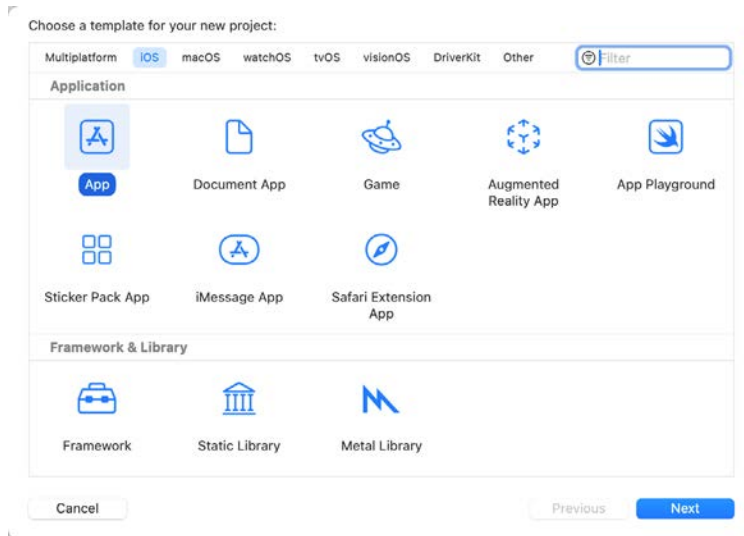 Choose a template for your new project:
Multiplatform iOS macOS watchOS tvOS visionOS DriverKit Other Filter
Application
App Document App Game Augmented Reality App App Playground
Sticker Pack App iMessage App Safari Extension App
Framework & Library
Framework Static Library Metal Library
Cancel Previous Next